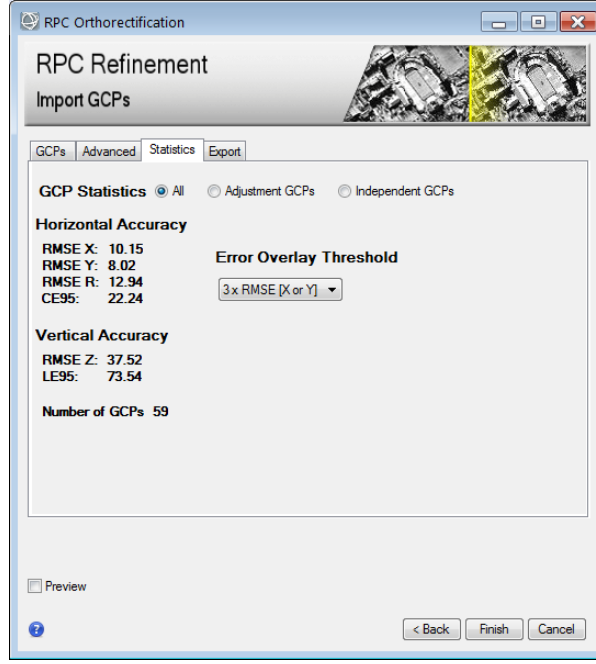 RPC Orthorectification
RPC Refinement
Import GCPs
GCPs Advanced Statistics Export
GCP Statistics All Adjustment GCPs Independent GCPs
Horizontal Accuracy
RMSE X: 10.15
RMSE Y: 8.02
RMSE R: 12.94
CE95: 22.24
Error Overlay Threshold
3 x RMSE [X or Y]
Vertical Accuracy
RMSE Z: 37.52
LE95: 73.54
Number of GCPs 59
Preview
< Back Finish Cancel